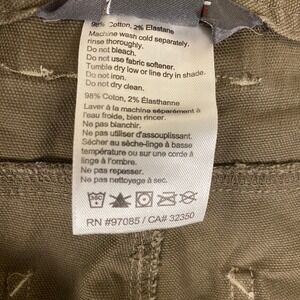 98% Cotton, 2% Elastane
Machine wash cold separately,
rinse thoroughly.
Do not bleach.
Do not use fabric softener.
Tumble dry low or line dry in shade.
Do not iron.
Do not dry clean.
98% Coton, 2% Élasthanne
Laver à la machine séparément à
l'eau froide, bien rincer.
Ne pas blanchir.
Ne pas utiliser d'assouplissant.
Sécher au sèche-linge à basse
température ou sur une corde à
linge à l'ombre.
Ne pas repasser.
Ne pas nettoyage à sec.
RN #97085 / CA# 32350